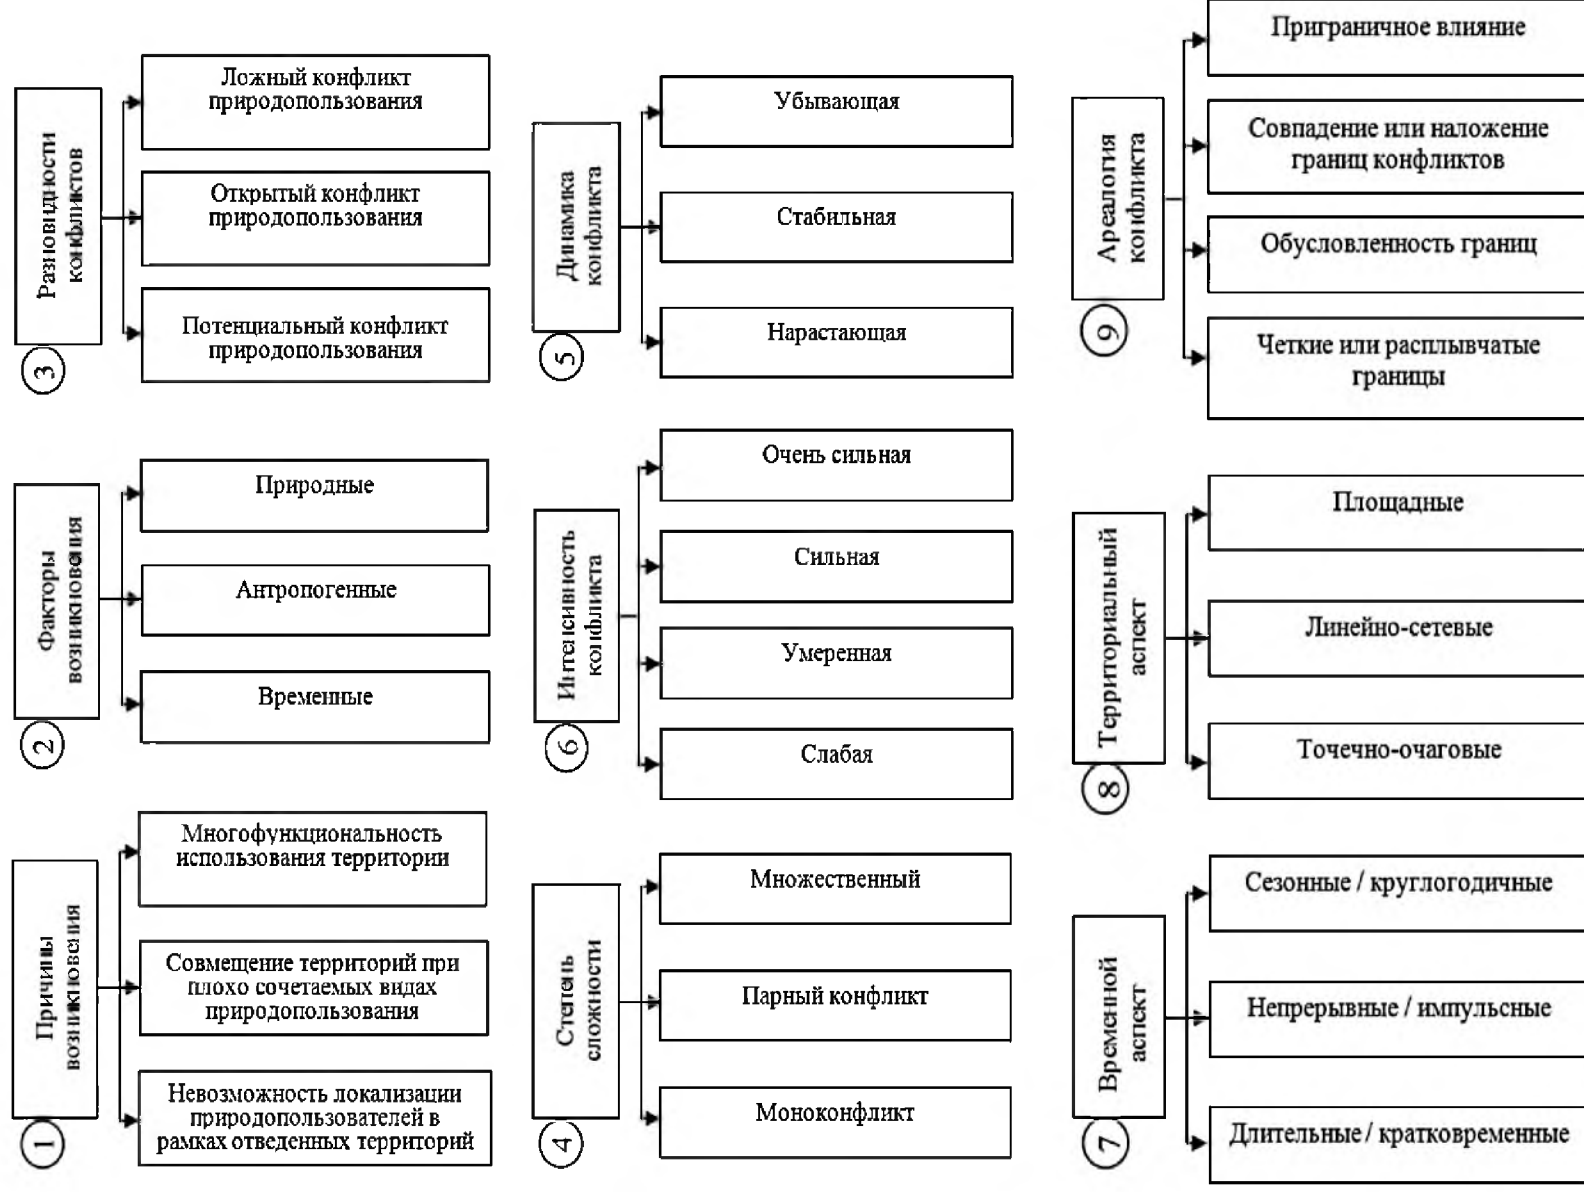 Разновидности
конфликтов
3
Ложный конфликт
природопользования
Открытый конфликт
природопользования
Потенциальный конфликт
природопользования
Динамика
конфликта
5
Убывающая
Стабильная
Нарастающая
Ареалогия
конфликта
9
Приграничное влияние
Совпадение или наложение
границ конфликтов
Обусловленность границ
Четкие или расплывчатые
границы
Факторы
возникновения
2
Природные
Антропогенные
Временные
Интенсивность
конфликта
6
Очень сильная
Сильная
Умеренная
Слабая
Территориальный
аспект
8
Площадные
Линейно-сетевые
Точечно-очаговые
Причины
возникновения
1
Многофункциональность
использования территории
Совмещение территорий при
плохо сочетаемых видах
природопользования
Невозможность локализации
природопользователей в
рамках отведенных территорий
Степень
сложности
4
Множественный
Парный конфликт
Моноконфликт
Временной
аспект
7
Сезонные / круглогодичные
Непрерывные / импульсные
Длительные / кратковременные